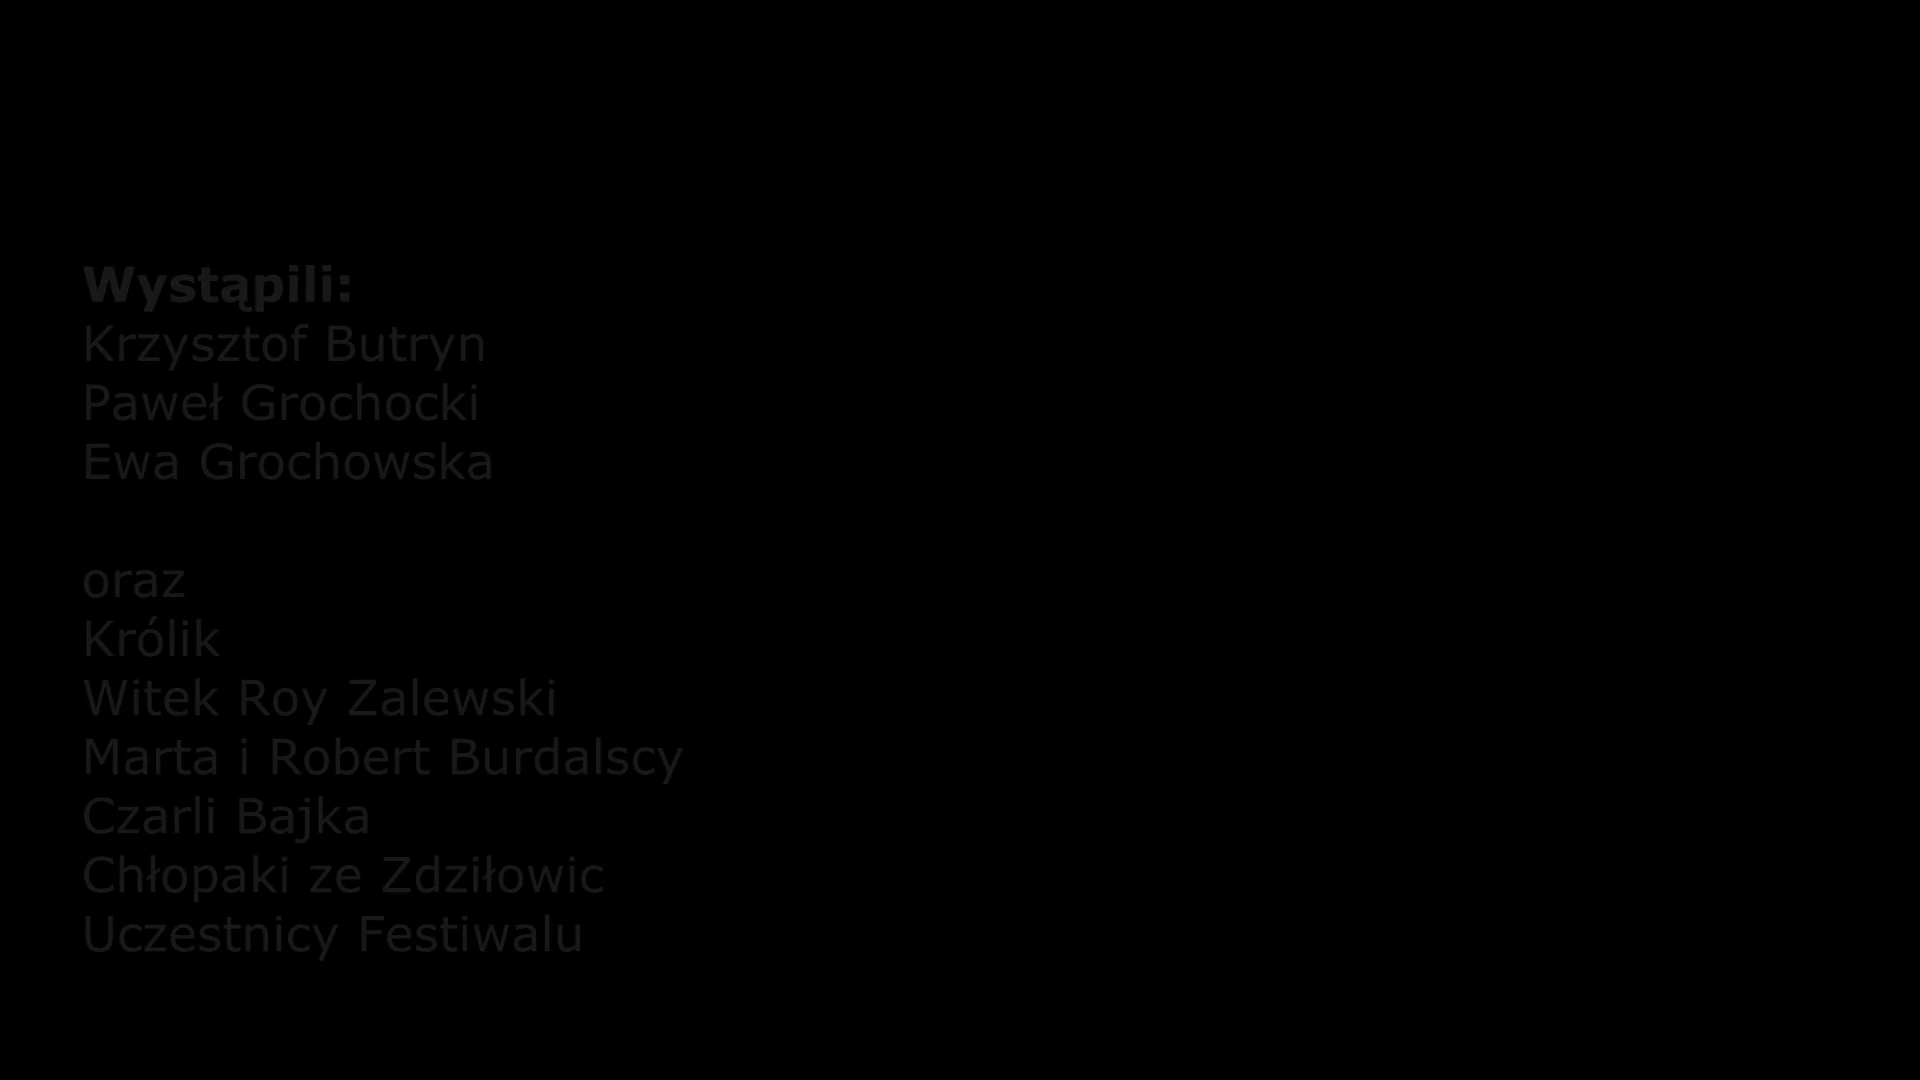 Wystąpili:
Krzysztof Butryn
Paweł Grochocki
Ewa Grochowska
oraz
Królik
Witek Roy Zalewski
Marta i Robert Burdalscy
Czarli Bajka
Chłopaki ze Zdziłowic
Uczestnicy Festiwalu